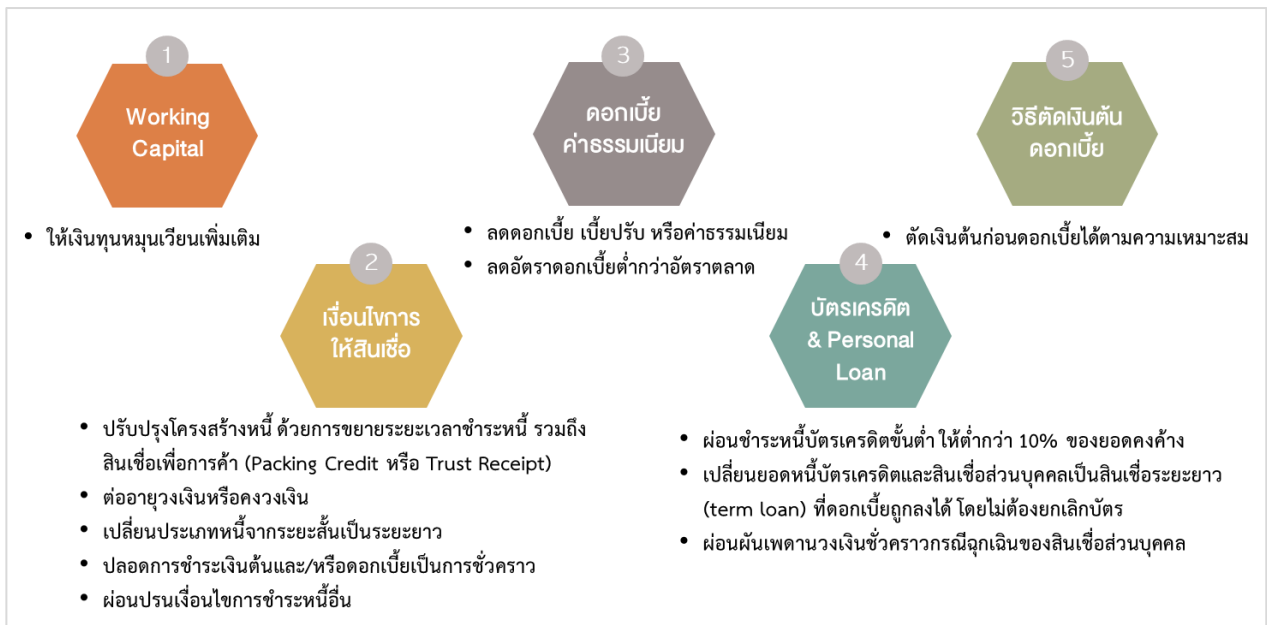 1
Working
Capital
• ให้เงินทุนหมุนเวียนเพิ่มเติม
2
เงื่อนไขการ
ให้สินเชื่อ
• ปรับปรุงโครงสร้างหนี้ ด้วยการขยายระยะเวลาชำระหนี้ รวมถึง
สินเชื่อเพื่อการค้า (Packing Credit หรือ Trust Receipt)
• ต่ออายุวงเงินหรือคงวงเงิน
• เปลี่ยนประเภทหนี้จากระยะสั้นเป็นระยะยาว
• ปลอดการชำระเงินต้นและ/หรือดอกเบี้ยเป็นการชั่วคราว
• ผ่อนปรนเงื่อนไขการชำระหนี้อื่น
3
ดอกเบี้ย
ค่าธรรมเนียม
• ลดดอกเบี้ย เบี้ยปรับ หรือค่าธรรมเนียม
• ลดอัตราดอกเบี้ยต่ำกว่าอัตราตลาด
4
บัตรเครดิต
& Personal
Loan
• ผ่อนชำระหนี้บัตรเครดิตขั้นต่ำ ให้ต่ำกว่า 10% ของยอดคงค้าง
• เปลี่ยนยอดหนี้บัตรเครดิตและสินเชื่อส่วนบุคคลเป็นสินเชื่อระยะยาว
(term loan) ที่ดอกเบี้ยถูกลงได้ โดยไม่ต้องยกเลิกบัตร
• ผ่อนผันเพดานวงเงินชั่วคราวกรณีฉุกเฉินของสินเชื่อส่วนบุคคล
5
วิธีตัดเงินต้น
ดอกเบี้ย
• ตัดเงินต้นก่อนดอกเบี้ยได้ตามความเหมาะสม